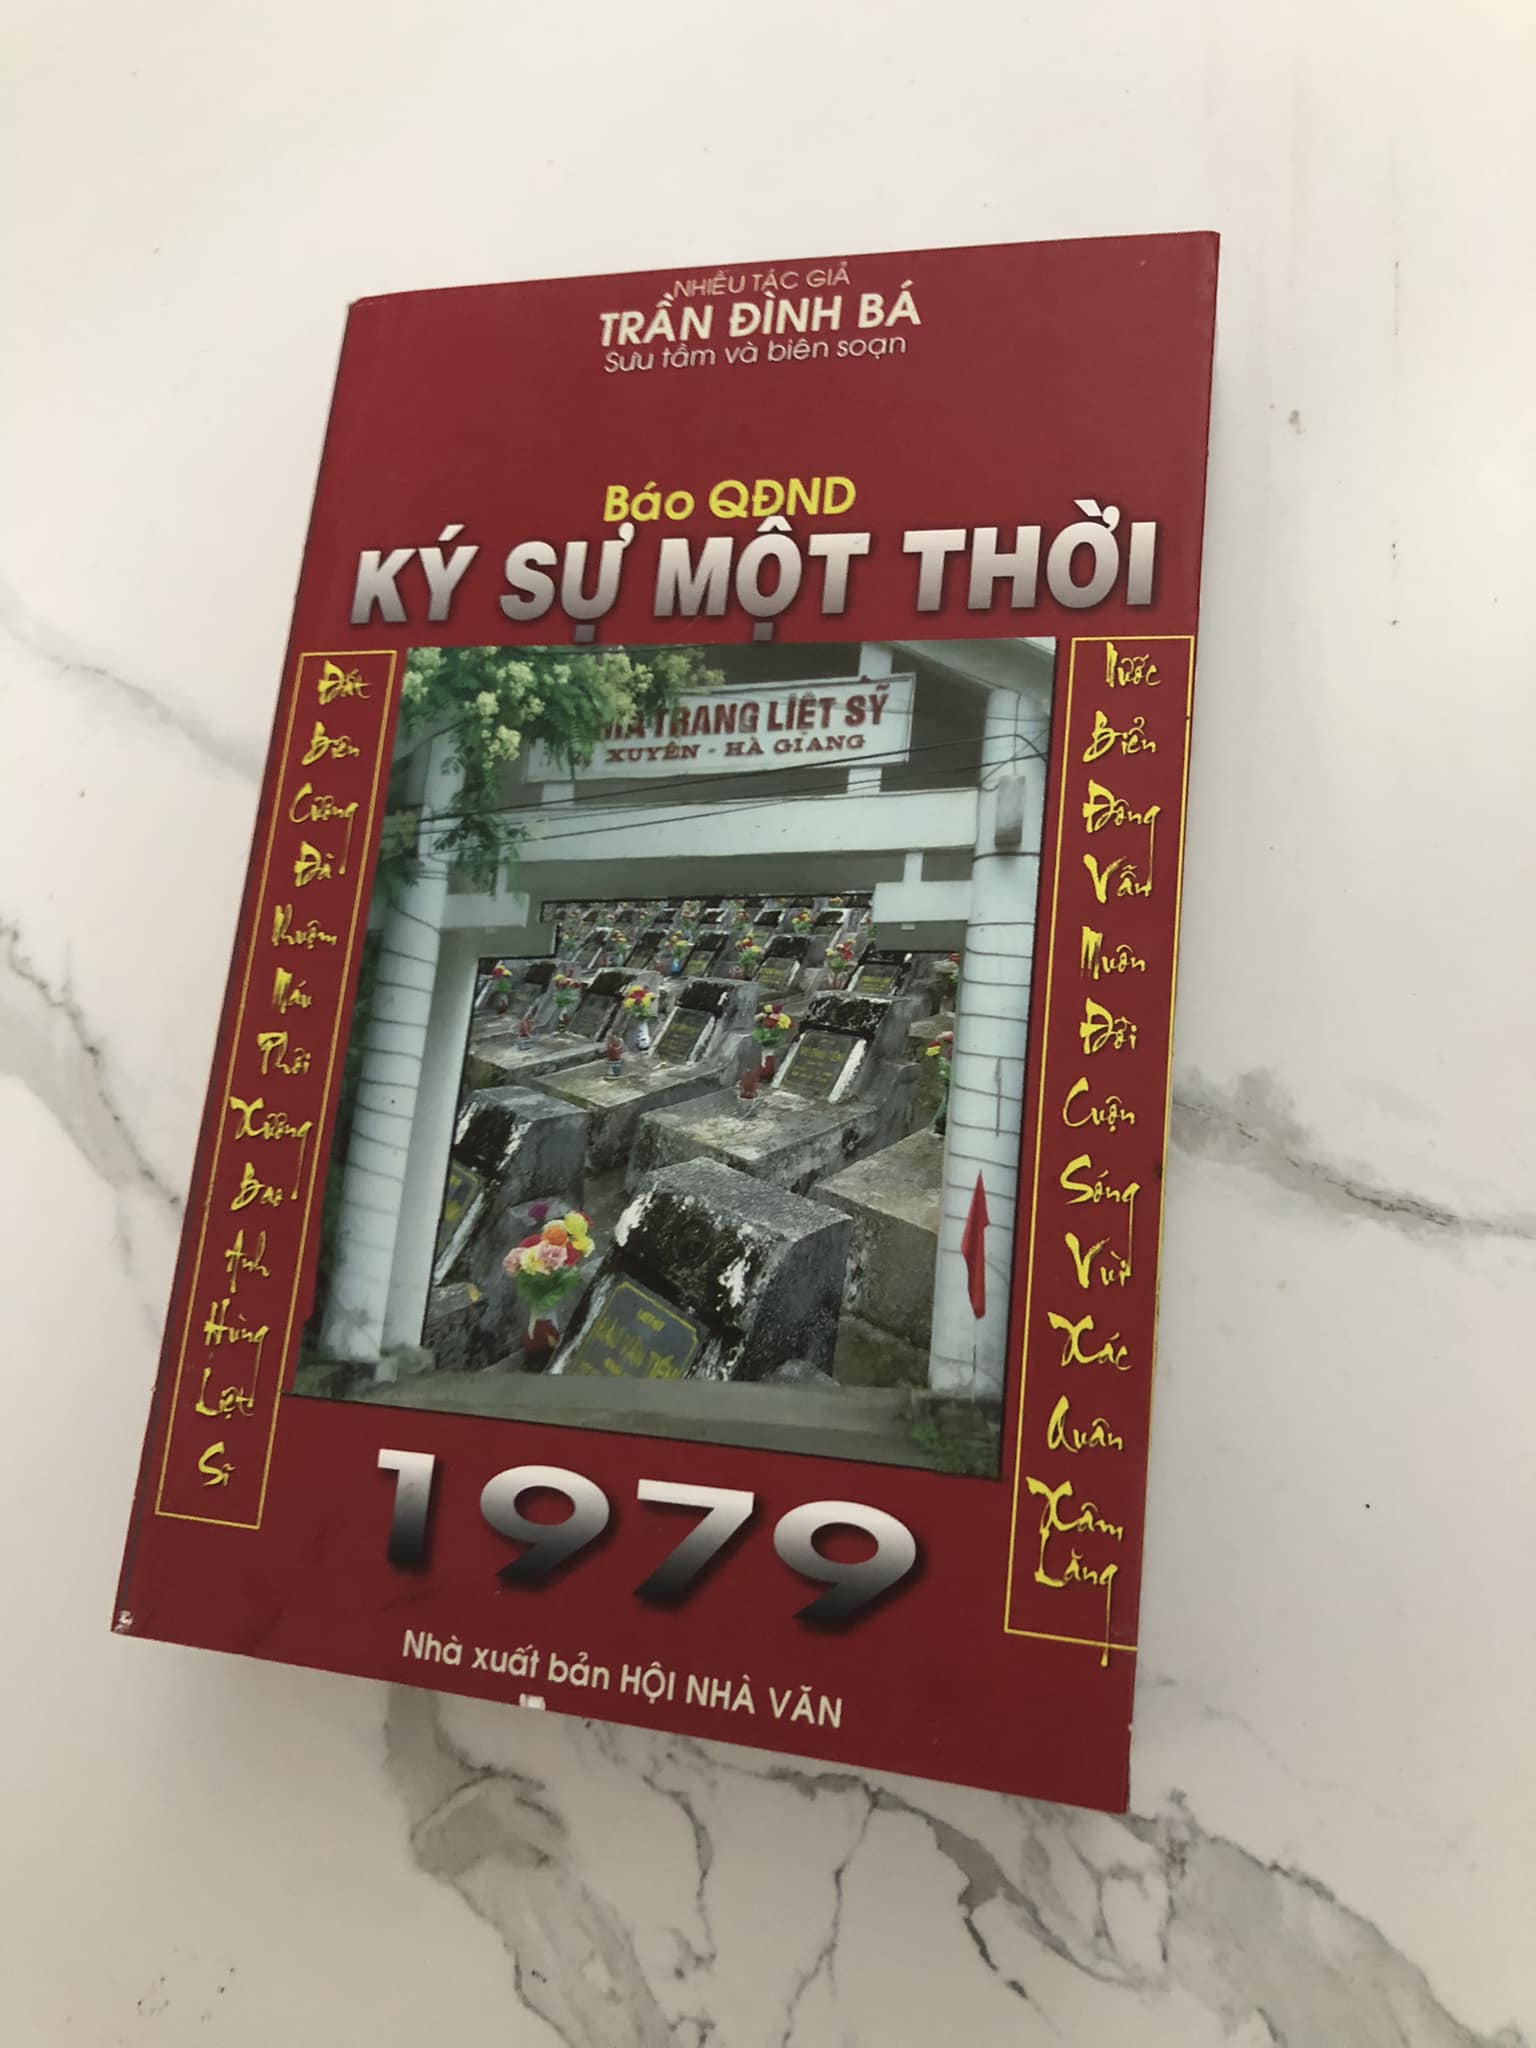 NHIỀU TÁC GIẢ
TRẦN ĐÌNH BÁ
Sưu tầm và biên soạn
Báo QĐND
KÝ SỰ MỘT THỜI
Đất
Biên
Cương
Đã
Nhuộm
Máu
Phơi
Xương
Bao
Anh
Hùng
Liệt
Sĩ
TRANG LIỆT SỸ
XUYÊN - HÀ GIANG
Nước
Biển
Đông
Vẫn
Muôn
Đời
Cuộn
Sóng
Vùi
Xác
Quân
Xâm
Lăng
1979
Nhà xuất bản HỘI NHÀ VĂN